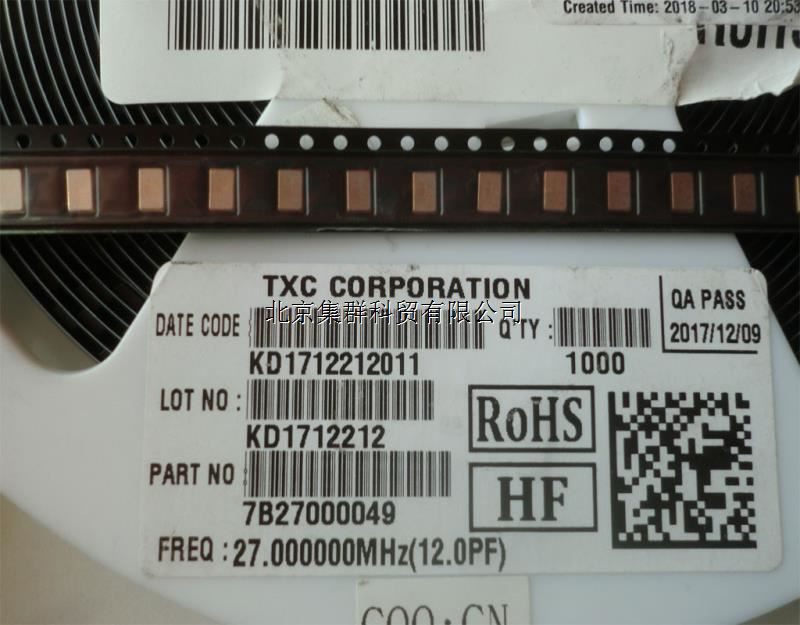 Created Time: 2018-03-10 20:53
TXC CORPORATION
北京集群科贸有限公司
QA PASS
2017/12/09
DATE CODE
Q'TY :
KD1712212011
1000
LOT NO :
KD1712212
RoHS
PART NO :
7B27000049
HF
FREQ : 27.000000MHz(12.0PF)
COO : CN